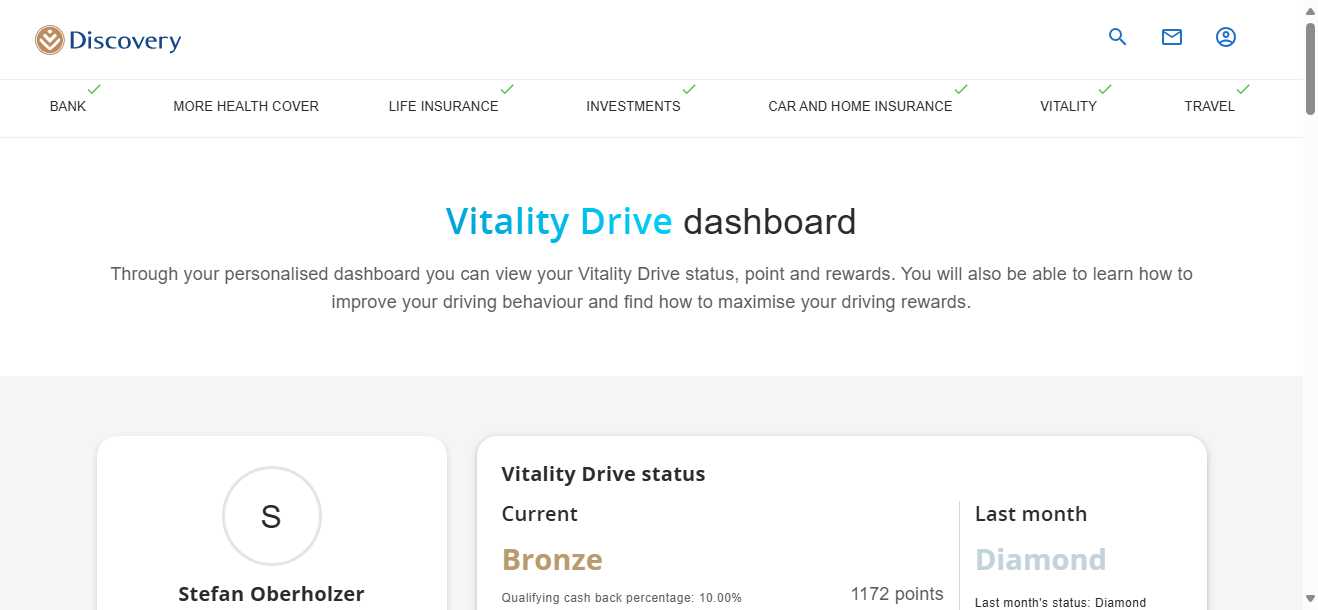 Discovery
BANK
MORE HEALTH COVER
LIFE INSURANCE
INVESTMENTS
CAR AND HOME INSURANCE
VITALITY
TRAVEL
Vitality Drive dashboard
Through your personalised dashboard you can view your Vitality Drive status, point and rewards. You will also be able to learn how to
improve your driving behaviour and find how to maximise your driving rewards.
S
Stefan Oberholzer
Vitality Drive status
Current
Bronze
Qualifying cash back percentage: 10.00%
1172 points
Last month
Diamond
Last month's status: Diamond